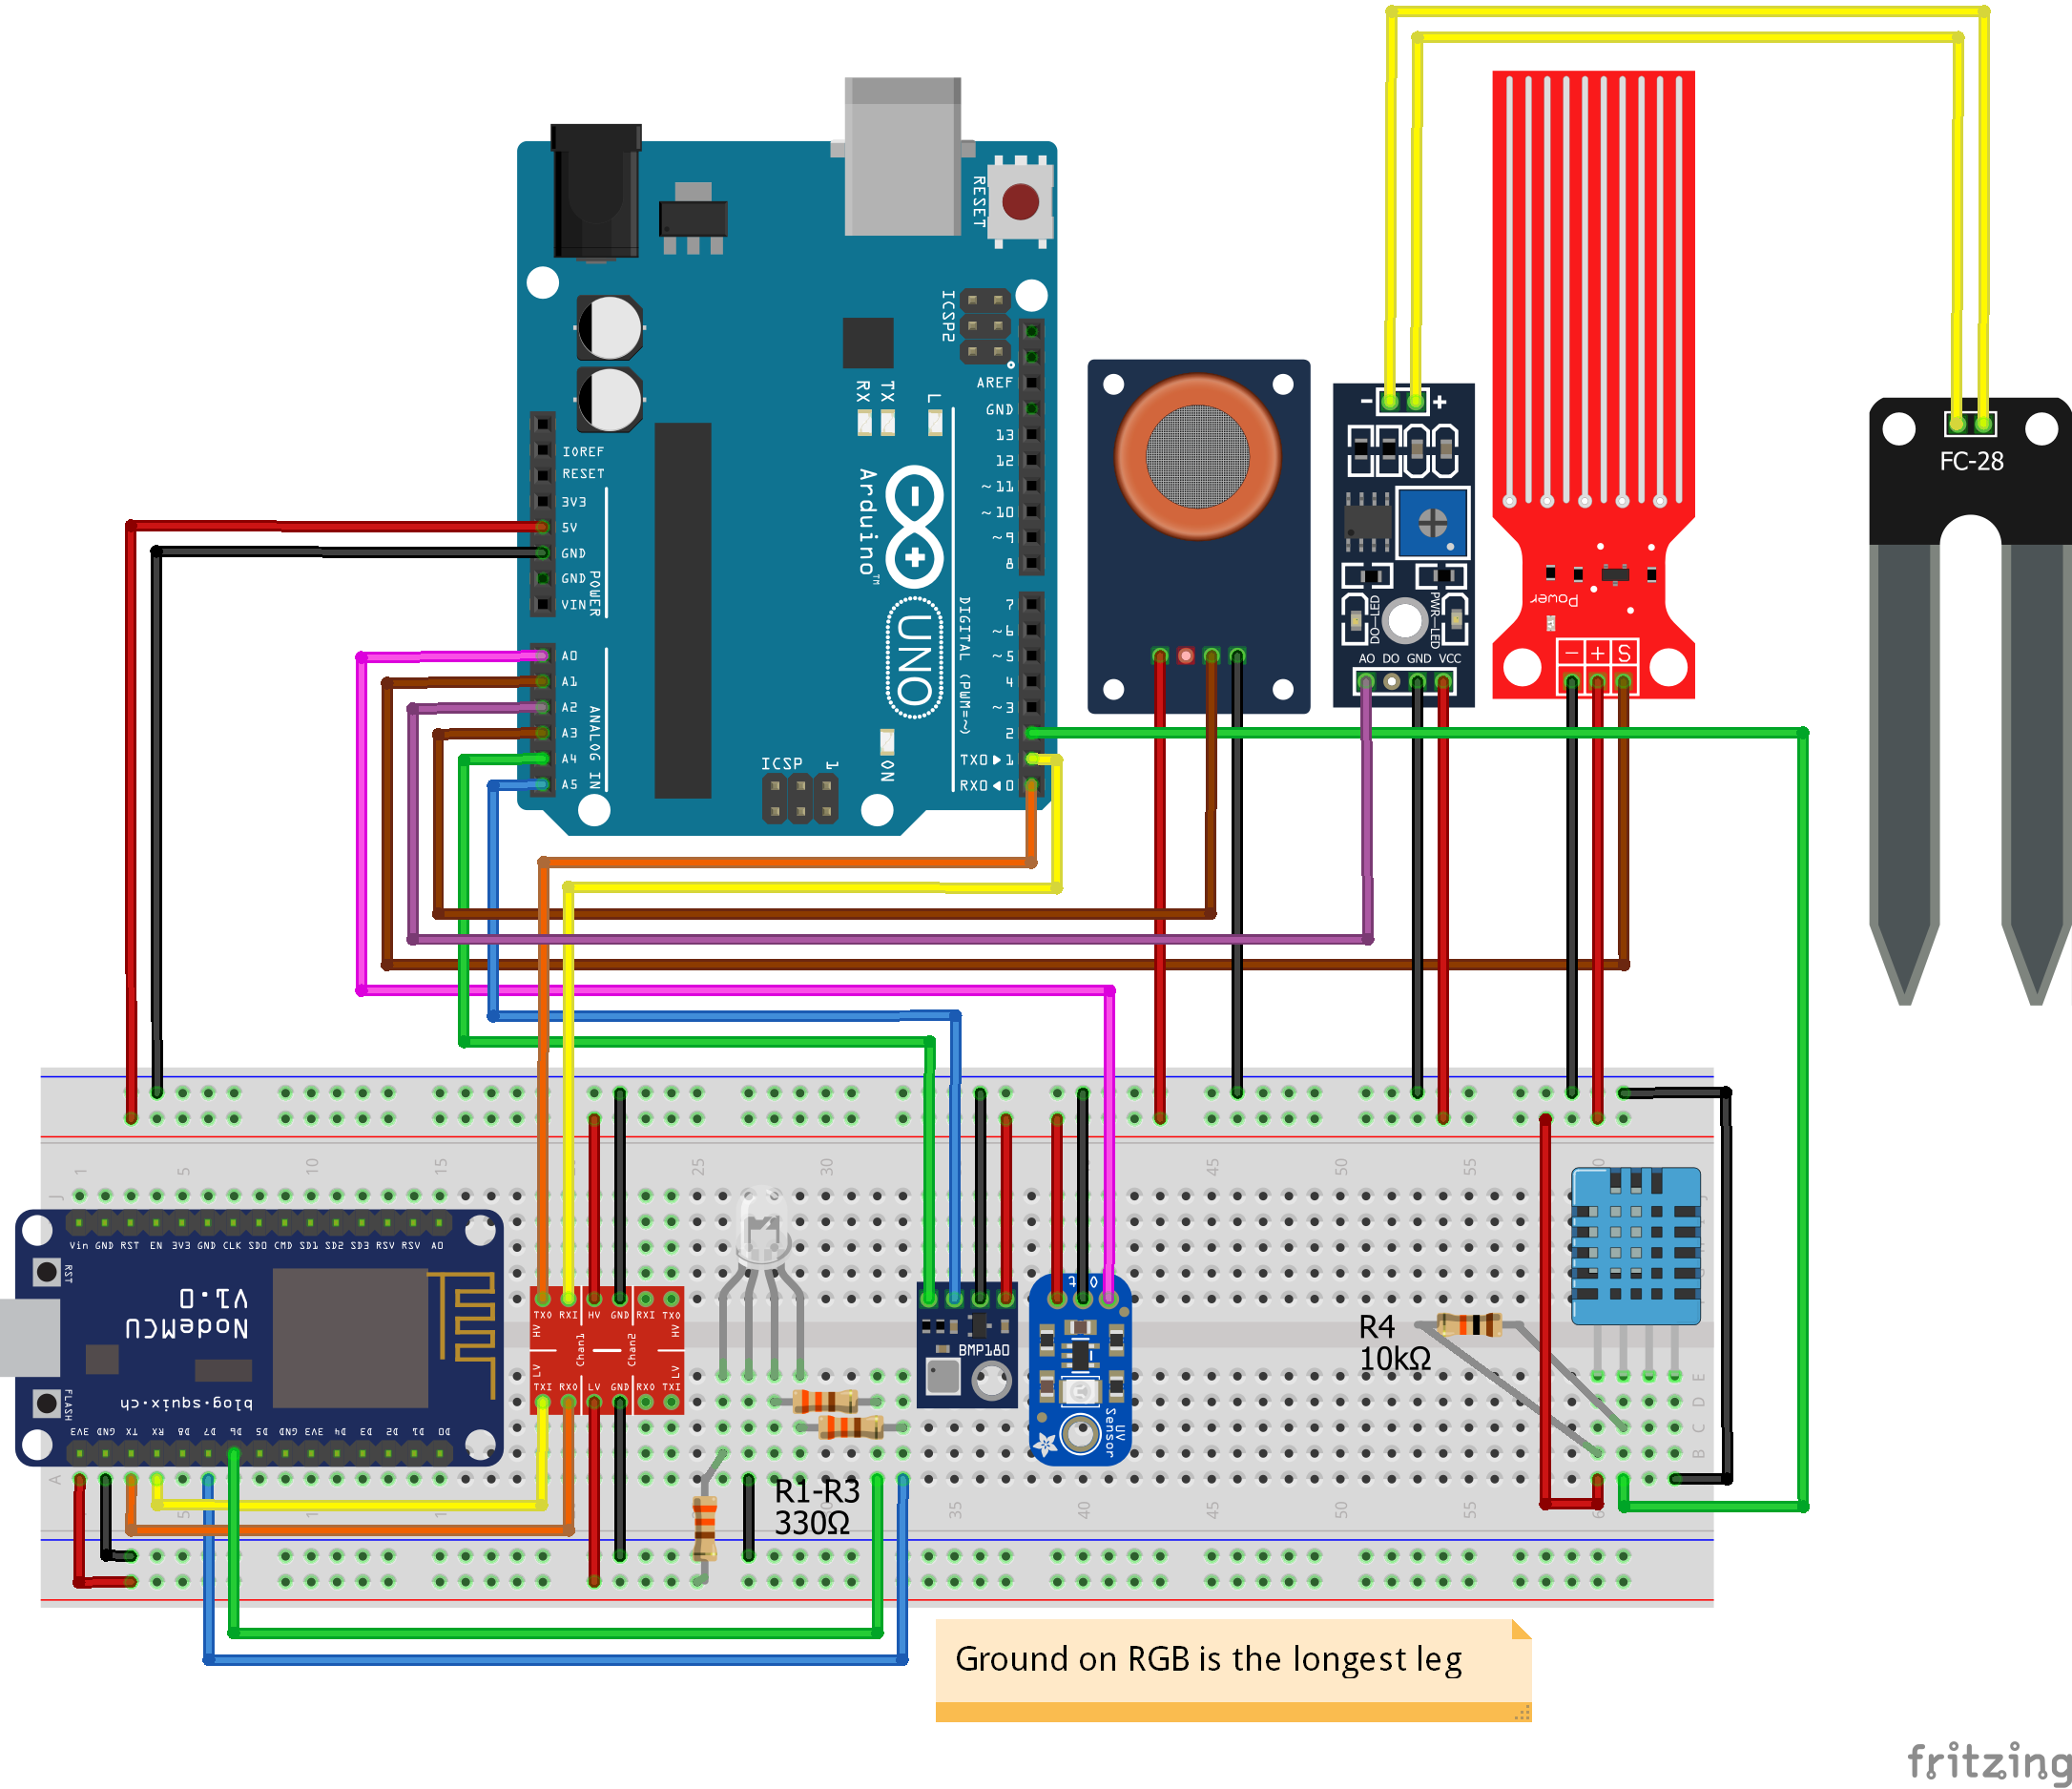 RESET
ICSP2
AREF
GND
13
12
~11
~10
~9
8
7
~6
~5
4
~3
2
TX0▶1
RX0◀0
DIGITAL (PWM=~)
RX
TX
L
Arduino™
UNO
ON
ICSP
1
IOREF
RESET
3V3
5V
GND
GND
VIN
POWER
A0
A1
A2
A3
A4
A5
ANALOG IN
- +
DO-LED
PWR-LED
AO DO GND VCC
Power
- + S
FC-28
1 5 10 15 25 30 45 50 55
J
Vin GND RST EN 3V3 GND CLK SD0 CMD SD1 SD2 SD3 RSV RSV A0
RST
NodeMCU
V1.0
FLASH
blog.squix.ch
3V3 GND TX RX D8 D7 D6 D5 GND 3V3 D4 D3 D2 D1 D0
A
TXO RXI HV GND RXI TXO
HV
HV
Chan1
Chan2
LV
LV
TXI RXO LV GND RXO TXI
BMP180
UV
Sensor
R4
10kΩ
E
D
C
B
R1-R3
330Ω
35 40 45 50 55
Ground on RGB is the longest leg
fritzing